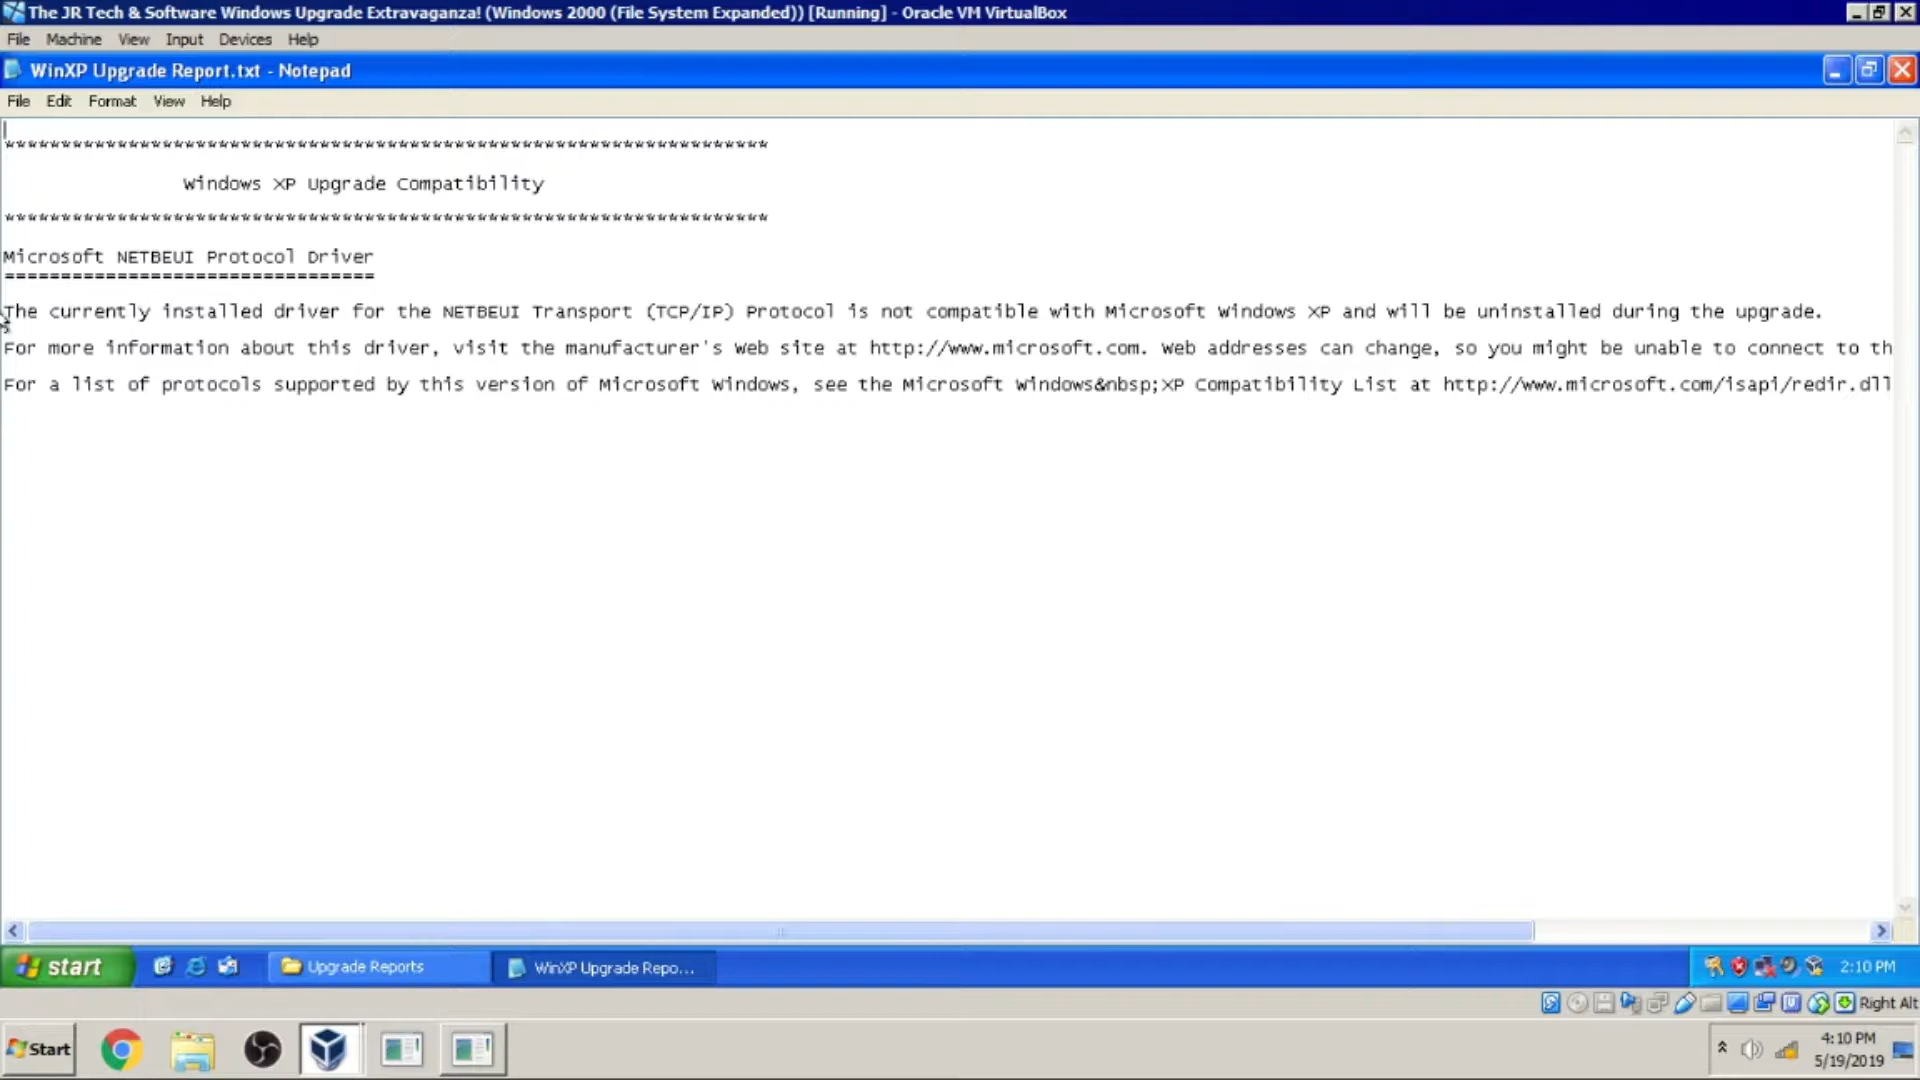 The JR Tech & Software Windows Upgrade Extravaganza! (Windows 2000 (File System Expanded)) [Running] - Oracle VM VirtualBox
File Machine View Input Devices Help
WinXP Upgrade Report.txt - Notepad
File Edit Format View Help
********************************************************************
Windows XP Upgrade Compatibility
********************************************************************
Microsoft NETBEUI Protocol Driver
=================================
The currently installed driver for the NETBEUI Transport (TCP/IP) Protocol is not compatible with Microsoft Windows XP and will be uninstalled during the upgrade.
For more information about this driver, visit the manufacturer's Web site at http://www.microsoft.com. Web addresses can change, so you might be unable to connect to th
For a list of protocols supported by this version of Microsoft Windows, see the Microsoft Windows&nbsp;XP Compatibility List at http://www.microsoft.com/isapi/redir.dll
start Upgrade Reports WinXP Upgrade Repo... 2:10 PM
Right Alt
Start 4:10 PM
5/19/2019